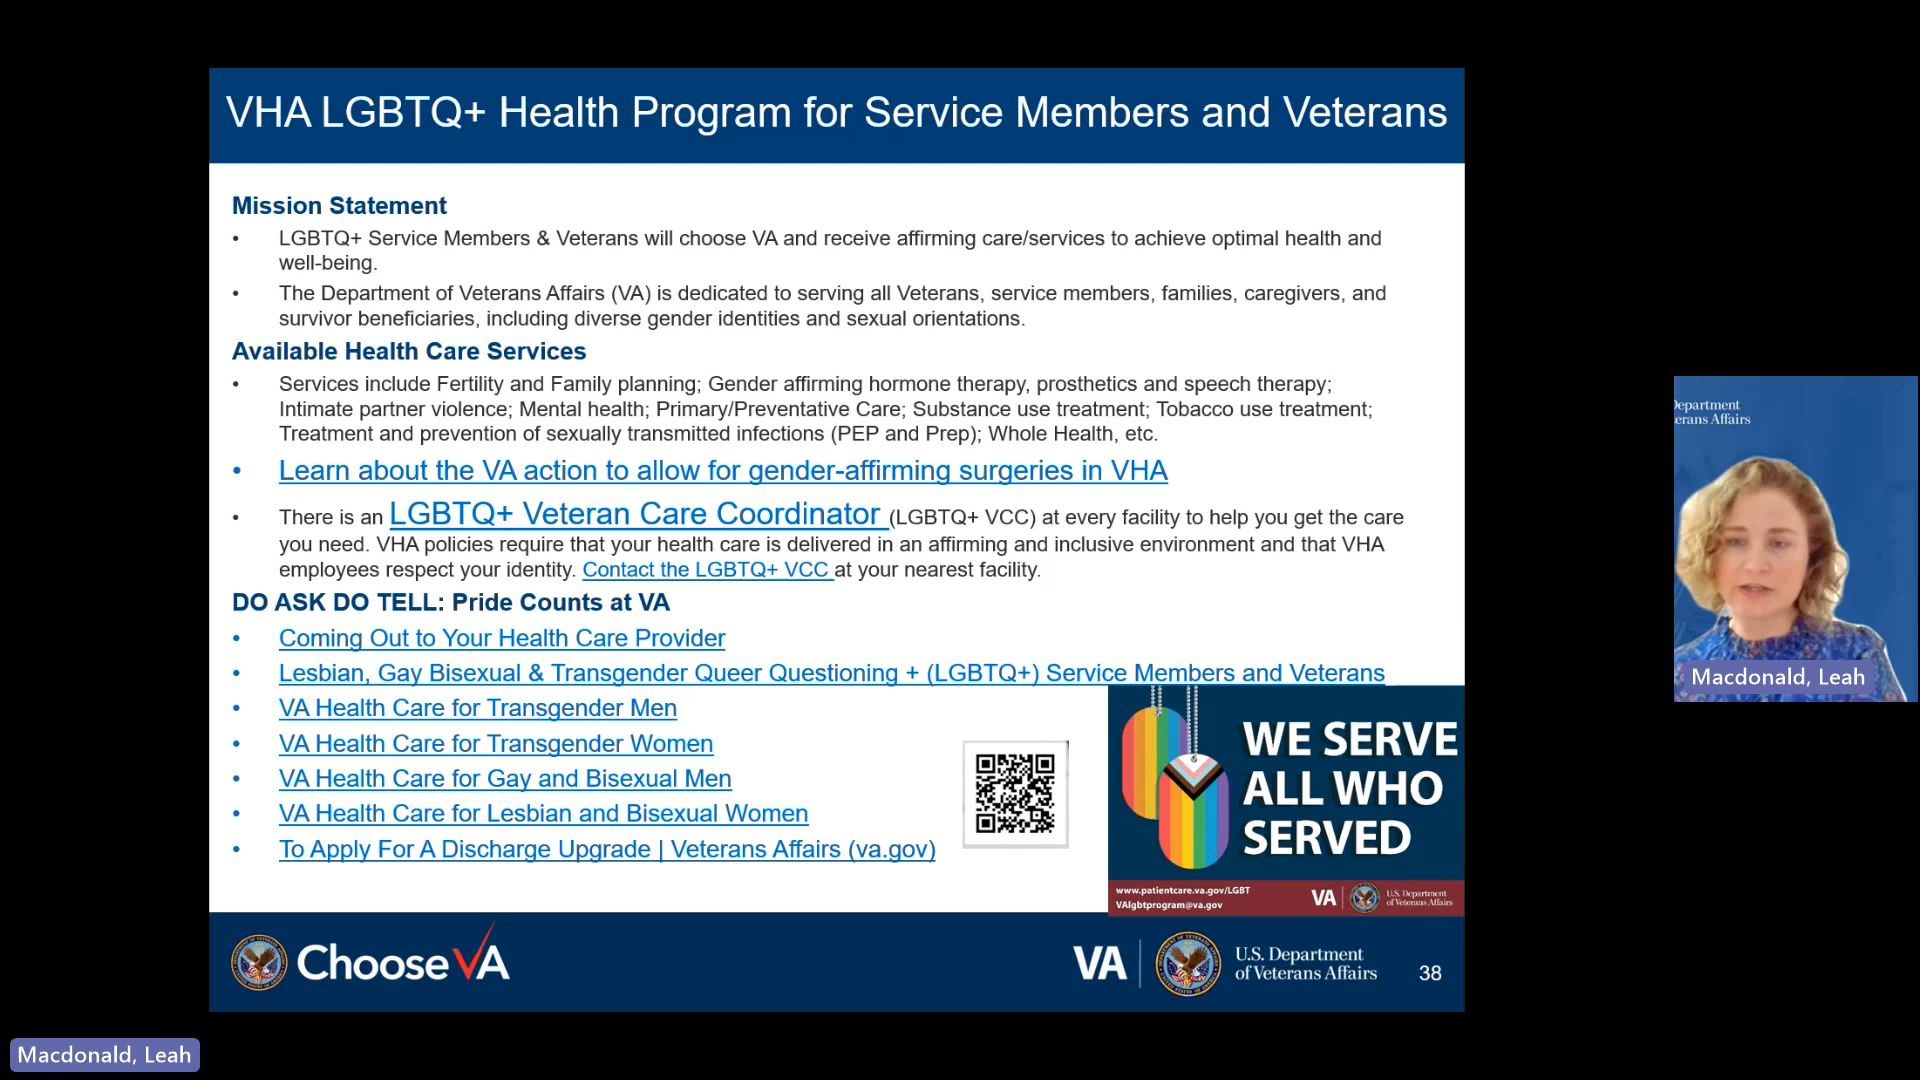 VHA LGBTQ+ Health Program for Service Members and Veterans
Mission Statement
• LGBTQ+ Service Members & Veterans will choose VA and receive affirming care/services to achieve optimal health and
well-being.
• The Department of Veterans Affairs (VA) is dedicated to serving all Veterans, service members, families, caregivers, and
survivor beneficiaries, including diverse gender identities and sexual orientations.
Available Health Care Services
• Services include Fertility and Family planning; Gender affirming hormone therapy, prosthetics and speech therapy;
Intimate partner violence; Mental health; Primary/Preventative Care; Substance use treatment; Tobacco use treatment;
Treatment and prevention of sexually transmitted infections (PEP and Prep); Whole Health, etc.
• Learn about the VA action to allow for gender-affirming surgeries in VHA
• There is an LGBTQ+ Veteran Care Coordinator (LGBTQ+ VCC) at every facility to help you get the care
you need. VHA policies require that your health care is delivered in an affirming and inclusive environment and that VHA
employees respect your identity. Contact the LGBTQ+ VCC at your nearest facility.
DO ASK DO TELL: Pride Counts at VA
• Coming Out to Your Health Care Provider
• Lesbian, Gay Bisexual & Transgender Queer Questioning + (LGBTQ+) Service Members and Veterans
• VA Health Care for Transgender Men
• VA Health Care for Transgender Women
• VA Health Care for Gay and Bisexual Men
• VA Health Care for Lesbian and Bisexual Women
• To Apply For A Discharge Upgrade | Veterans Affairs (va.gov)
WE SERVE
ALL WHO
SERVED
www.patientcare.va.gov/LGBT
VAlgbtprogram@va.gov
VA
U.S. Department
of Veterans Affairs
Choose VA
VA
U.S. Department
of Veterans Affairs
38
epartment
erans Affairs
Macdonald, Leah
Macdonald, Leah